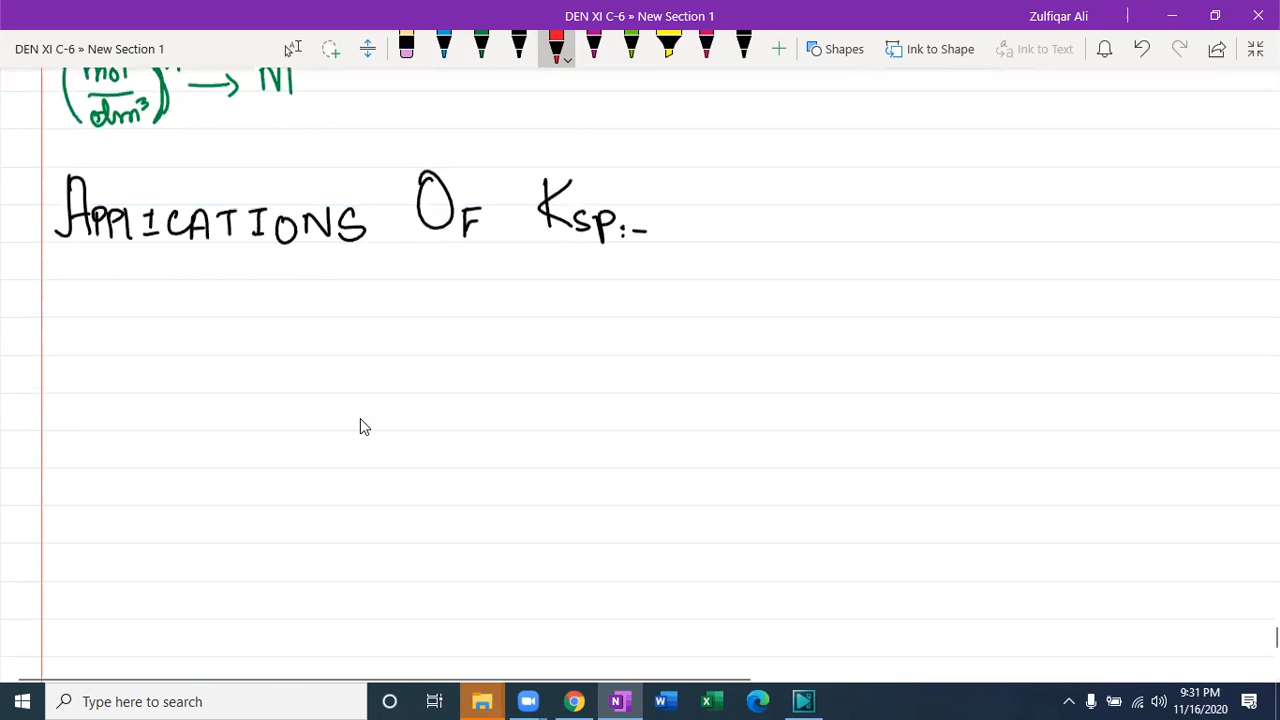 DEN XI C-6 » New Section 1
Zulfiqar Ali
DEN XI C-6 » New Section 1
Shapes
Ink to Shape
Ink to Text
dm³
APPLICATIONS OF Ksp:-
Type here to search
9:31 PM
11/16/2020